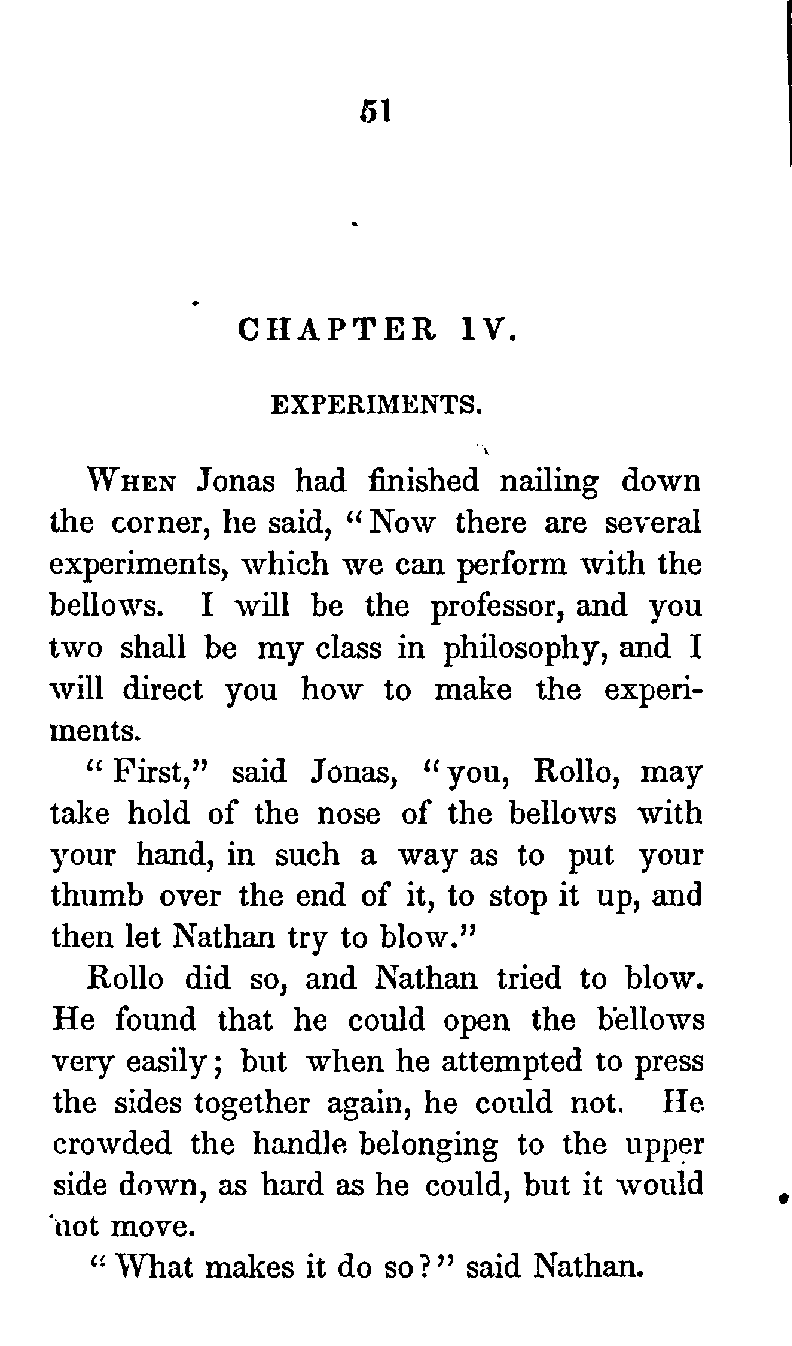 51
CHAPTER IV.
EXPERIMENTS.
WHEN Jonas had finished nailing down
the corner, he said, “Now there are several
experiments, which we can perform with the
bellows. I will be the professor, and you
two shall be my class in philosophy, and I
will direct you how to make the experi-
ments.
“First,” said Jonas, “you, Rollo, may
take hold of the nose of the bellows with
your hand, in such a way as to put your
thumb over the end of it, to stop it up, and
then let Nathan try to blow.”
Rollo did so, and Nathan tried to blow.
He found that he could open the bellows
very easily; but when he attempted to press
the sides together again, he could not. He
crowded the handle belonging to the upper
side down, as hard as he could, but it would
not move.
“What makes it do so?” said Nathan.